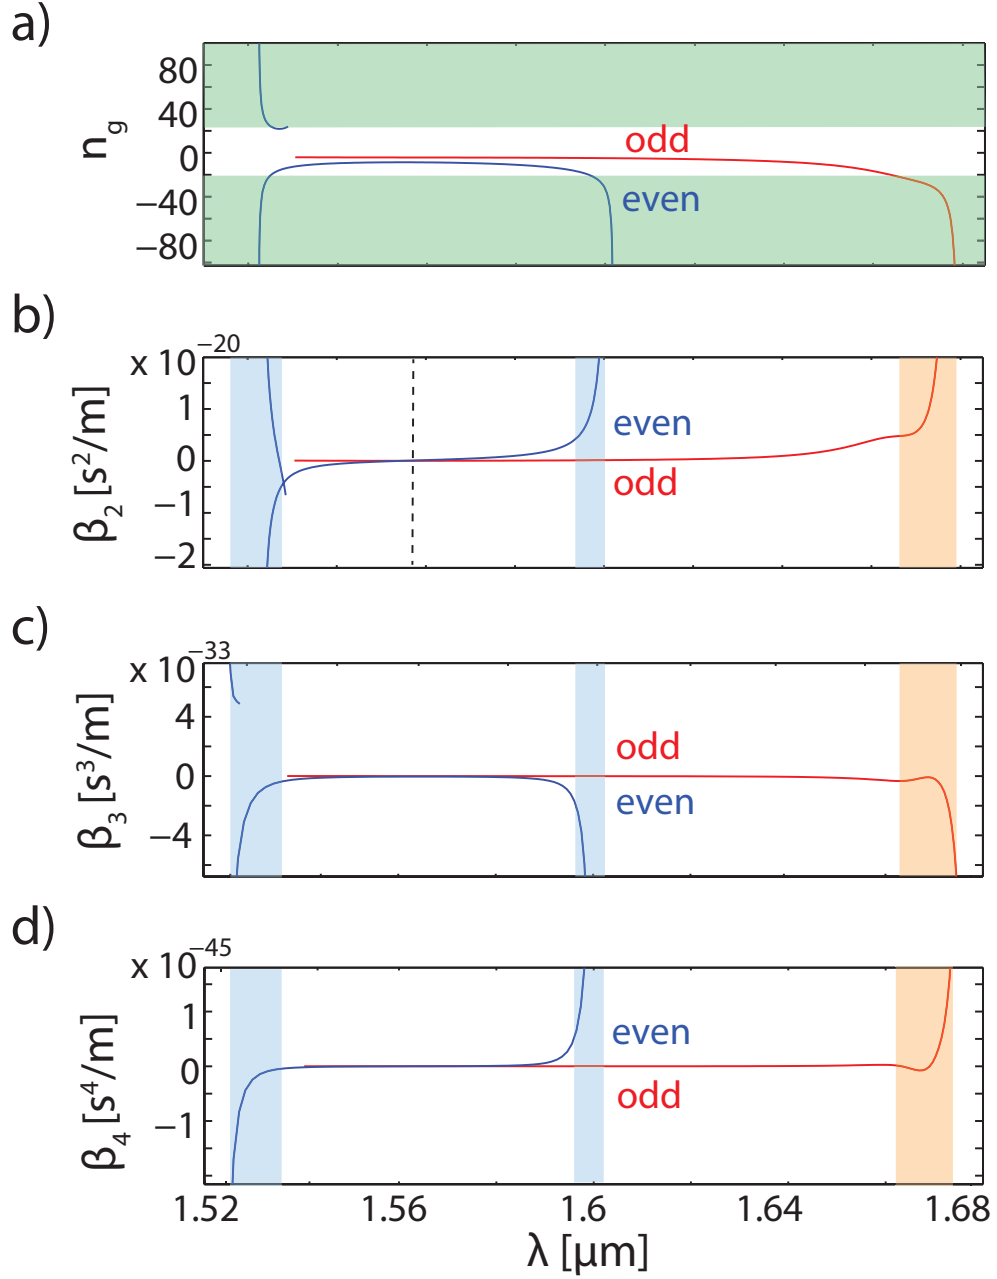 a)
80
40
0
−40
−80
n_g
odd
even
b)
x 10^−20
1
0
−1
−2
β_2 [s^2/m]
even
odd
c)
x 10^−33
4
0
−4
β_3 [s^3/m]
odd
even
d)
x 10^−45
1
0
−1
β_4 [s^4/m]
even
odd
1.52 1.56 1.6 1.64 1.68
λ [μm]